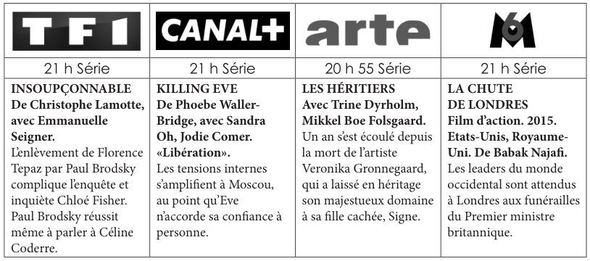 TF1
CANAL+
arte
M6
21 h Série
21 h Série
20 h 55 Série
21 h Série
INSOUPÇONNABLE
De Christophe Lamotte,
avec Emmanuelle
Seigner.
L’enlèvement de Florence
Tepaz par Paul Brodsky
complique l’enquête et
inquiète Chloé Fisher.
Paul Brodsky réussit
même à parler à Céline
Coderre.
KILLING EVE
De Phoebe Waller-
Bridge, avec Sandra
Oh, Jodie Comer.
«Libération».
Les tensions internes
s’amplifient à Moscou,
au point qu’Eve
n’accorde sa confiance à
personne.
LES HÉRITIERS
Avec Trine Dyrholm,
Mikkel Boe Folsgaard.
Un an s’est écoulé depuis
la mort de l’artiste
Veronika Gronnegaard,
qui a laissé en héritage
son majestueux domaine
à sa fille cachée, Signe.
LA CHUTE
DE LONDRES
Film d’action. 2015.
Etats-Unis, Royaume-
Uni. De Babak Najafi.
Les leaders du monde
occidental sont attendus
à Londres aux funérailles
du Premier ministre
britannique.